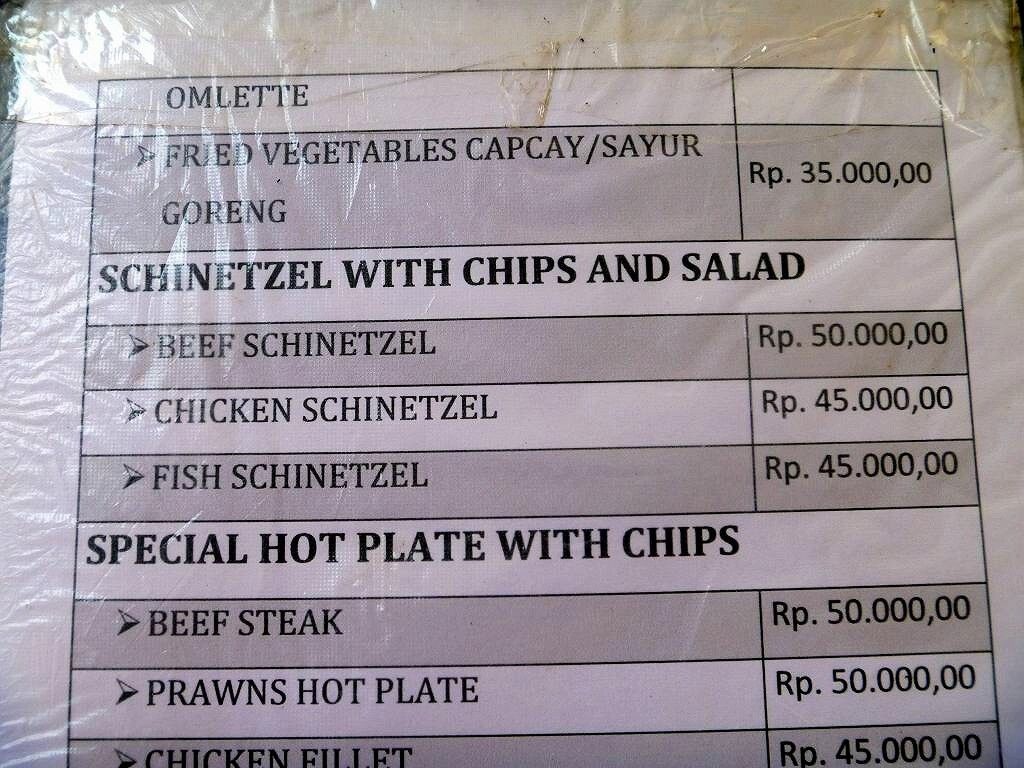 OMLETTE
➢ FRIED VEGETABLES CAPCAY/SAYUR
GORENG
Rp. 35.000,00
SCHINETZEL WITH CHIPS AND SALAD
➢ BEEF SCHINETZEL Rp. 50.000,00
➢ CHICKEN SCHINETZEL Rp. 45.000,00
➢ FISH SCHINETZEL Rp. 45.000,00
SPECIAL HOT PLATE WITH CHIPS
➢ BEEF STEAK Rp. 50.000,00
➢ PRAWNS HOT PLATE Rp. 50.000,00
➢ CHICKEN FILLET Rp. 45.000,00